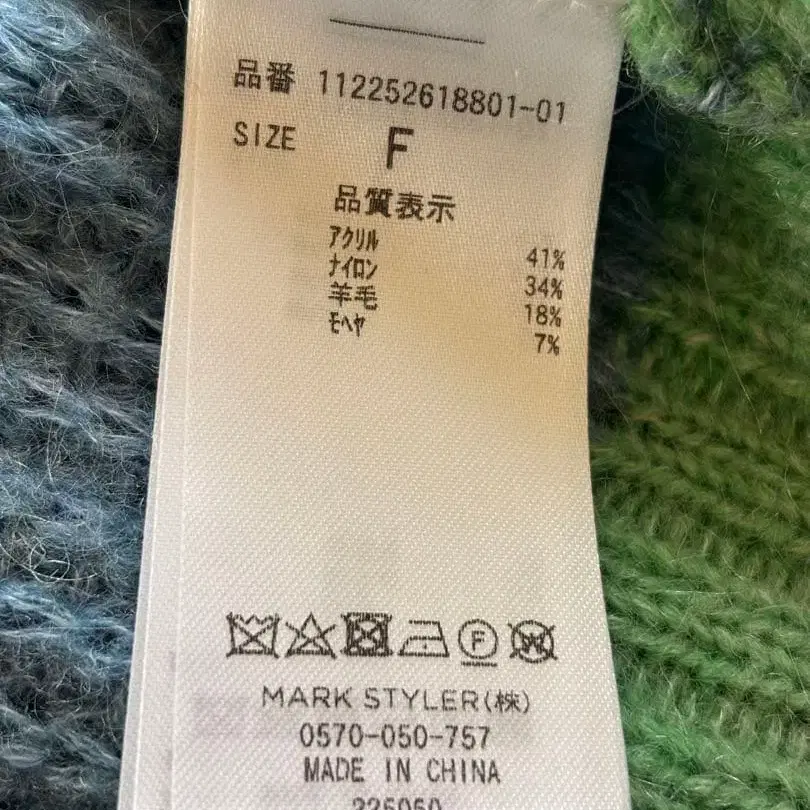 品番 112252618801-01
SIZE F
品質表示
アクリル 41%
ナイロン 34%
羊毛 18%
モヘヤ 7%
F W
MARK STYLER(株)
0570-050-757
MADE IN CHINA